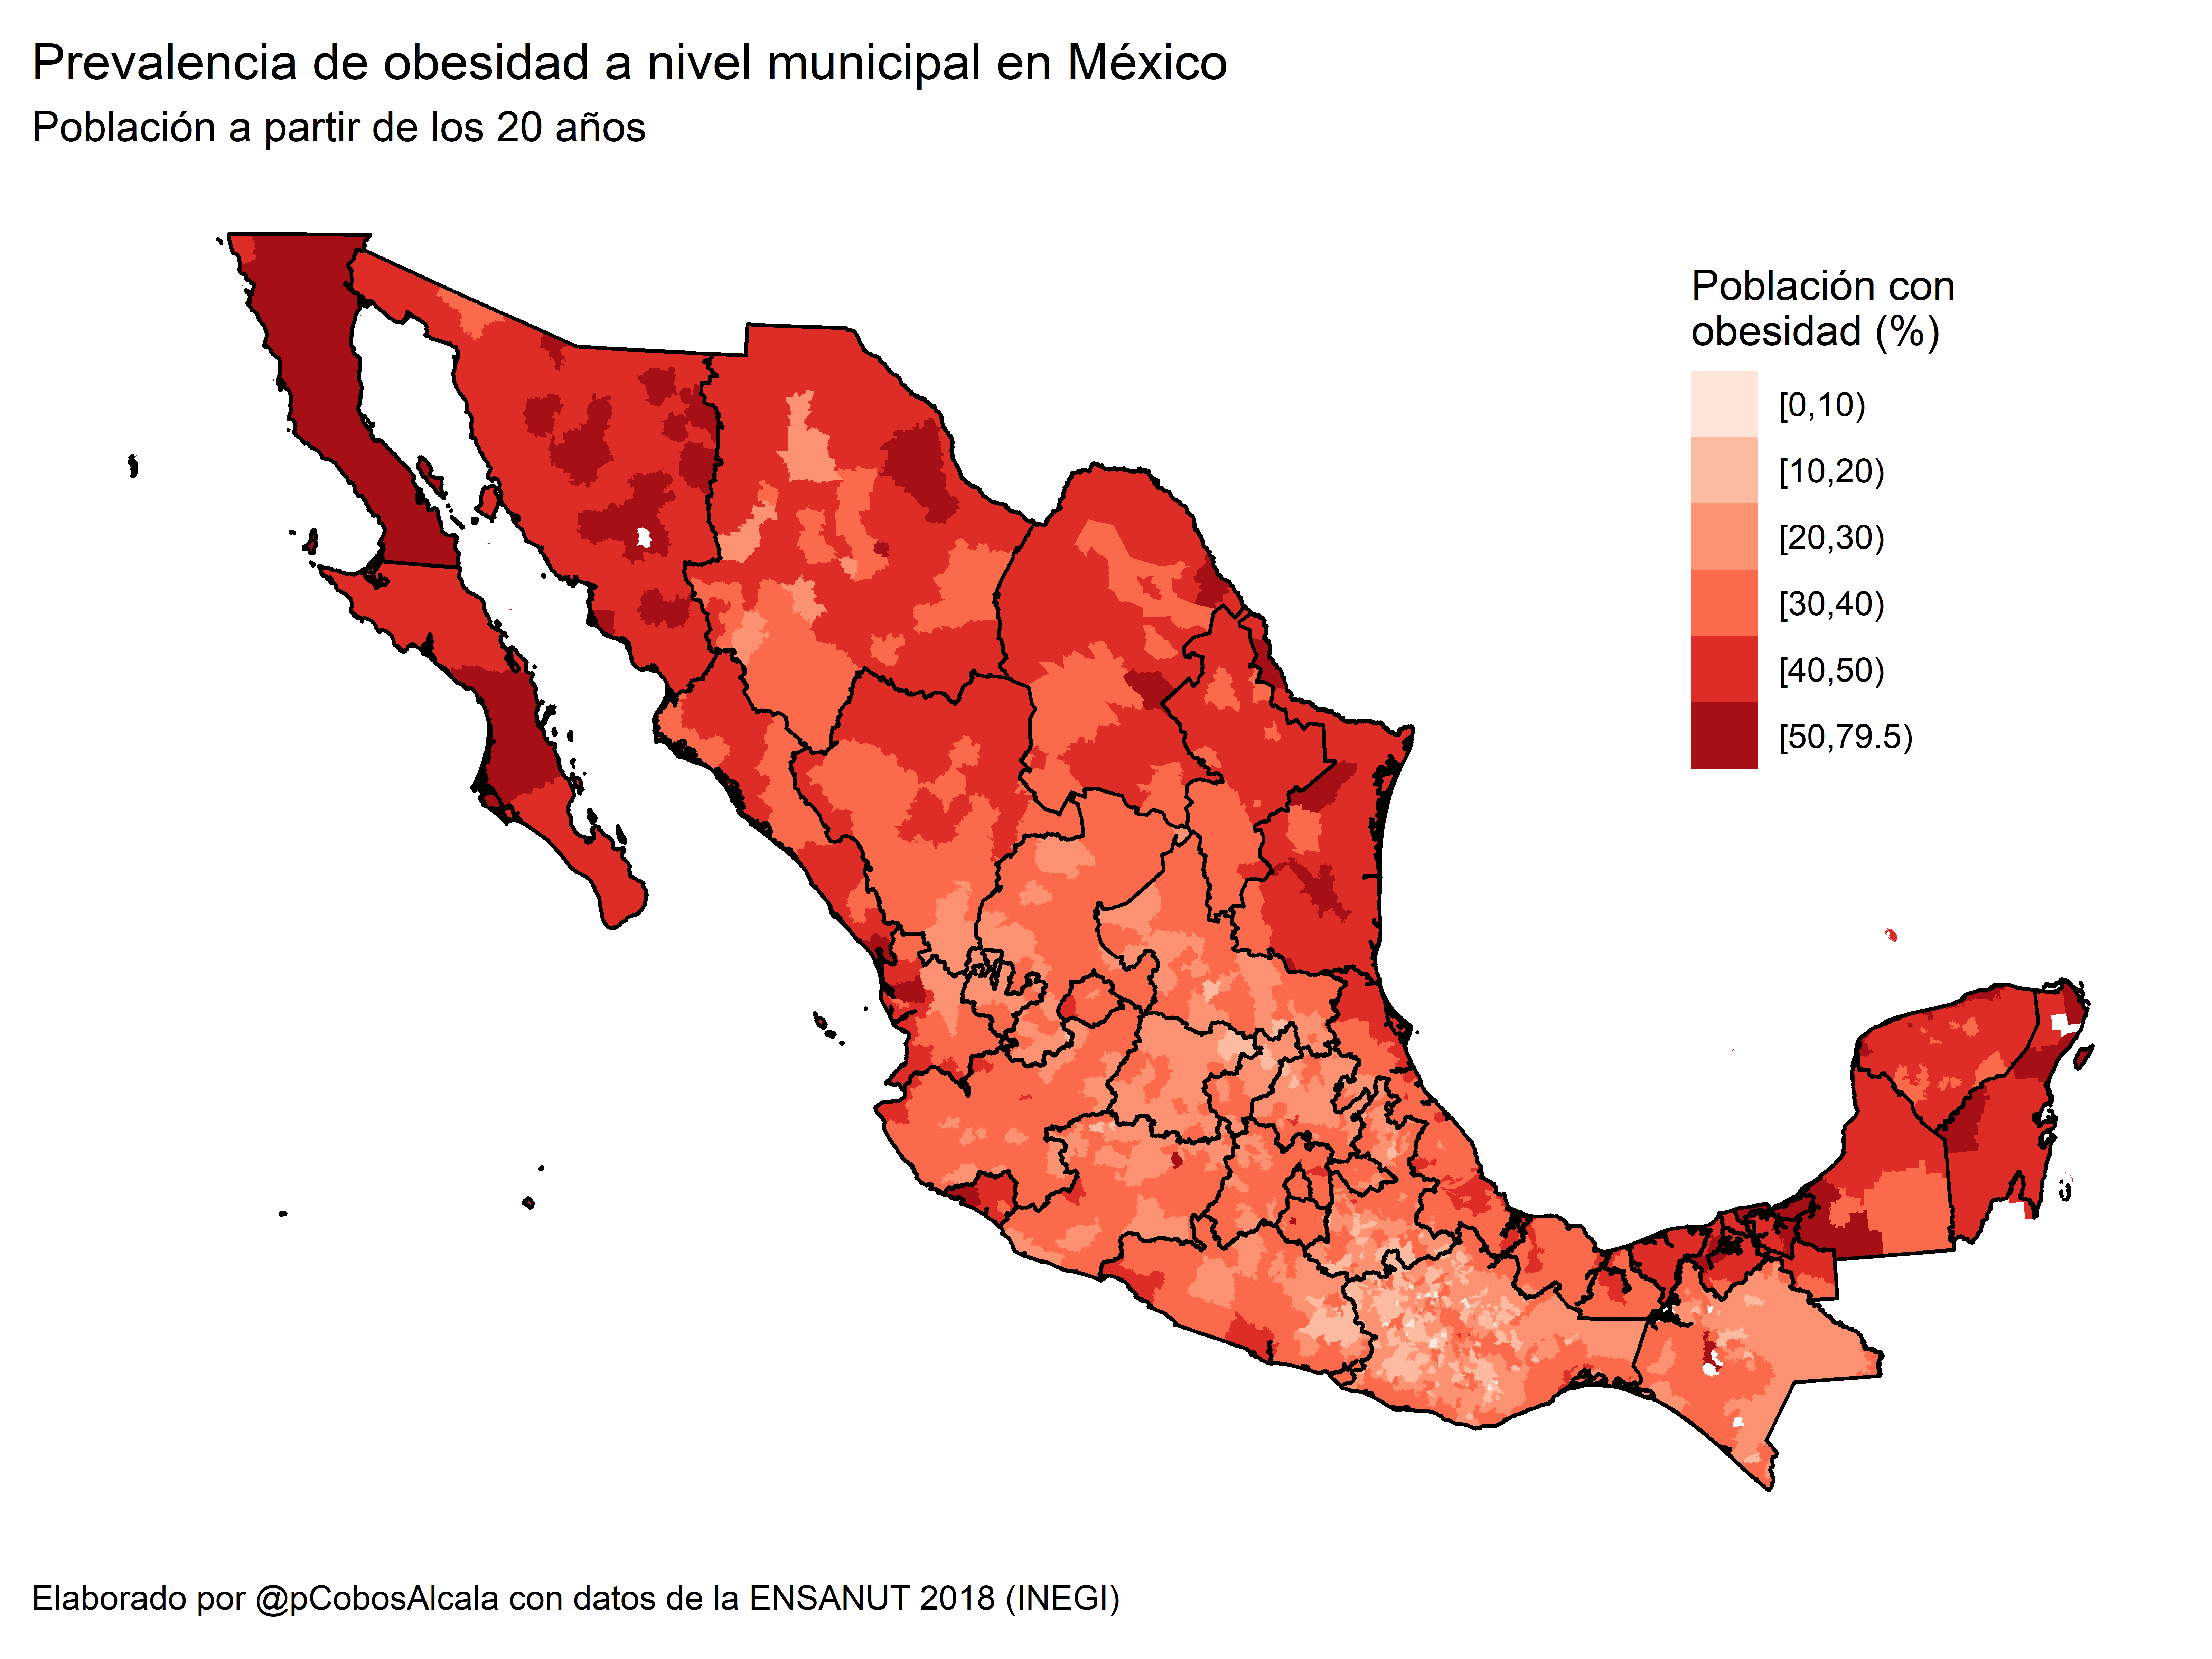 Prevalencia de obesidad a nivel municipal en México
Población a partir de los 20 años
Población con
obesidad (%)
[0,10)
[10,20)
[20,30)
[30,40)
[40,50)
[50,79.5)
Elaborado por @pCobosAlcala con datos de la ENSANUT 2018 (INEGI)